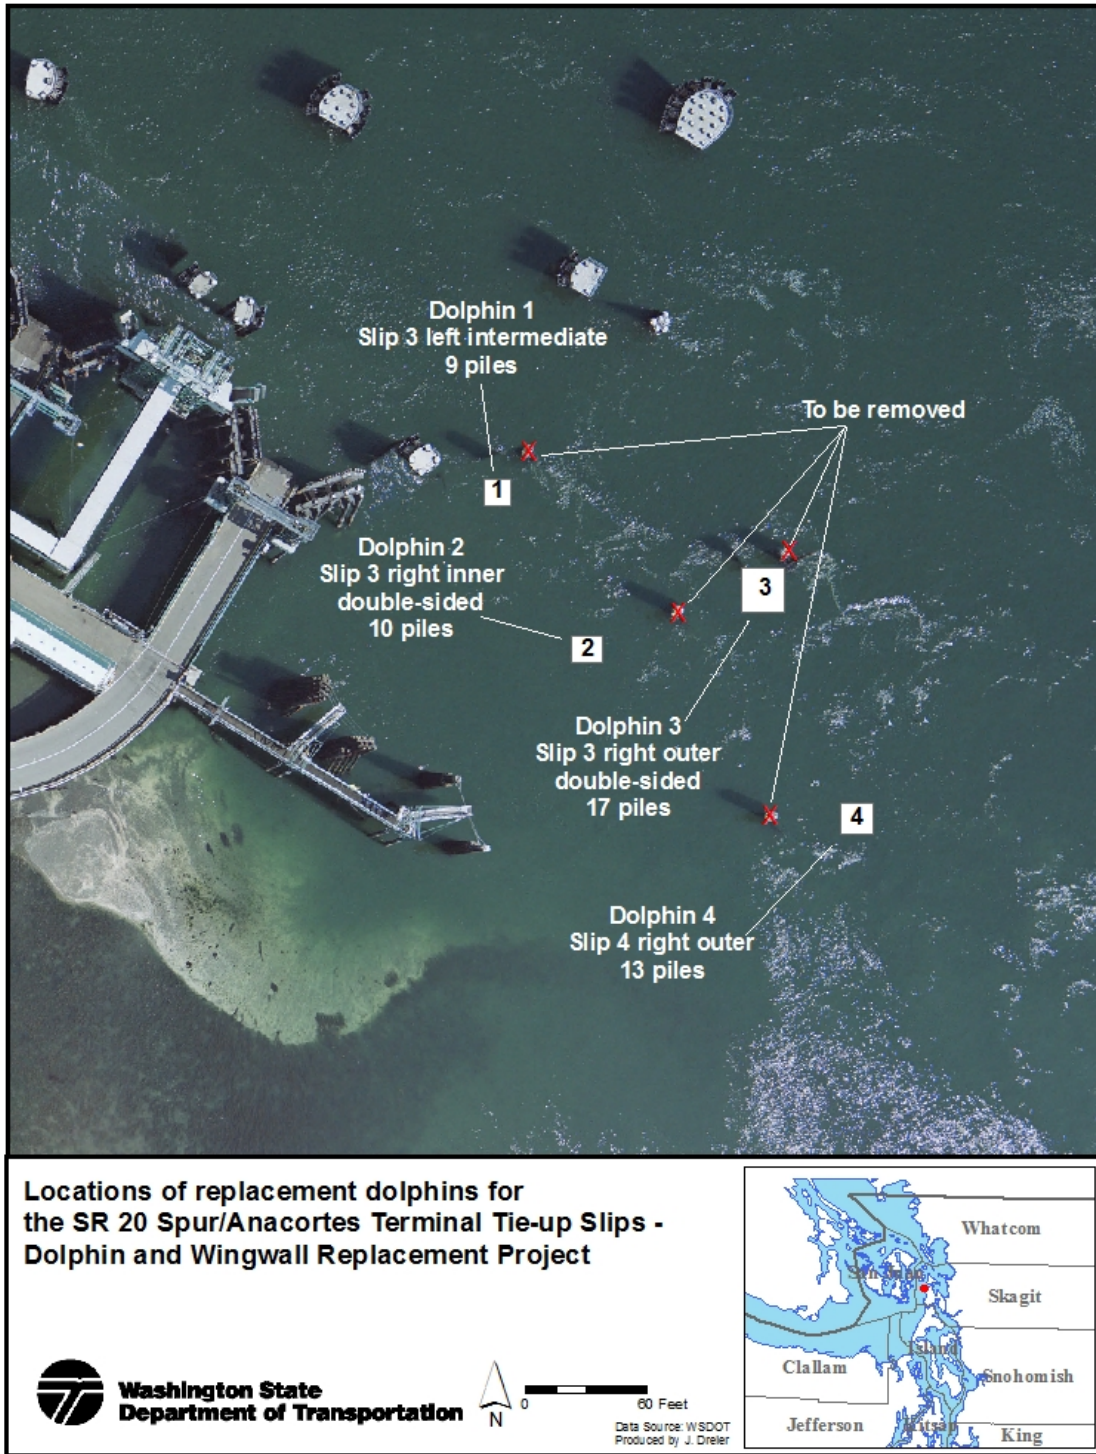 Dolphin 1
Slip 3 left intermediate
9 piles
To be removed
1
Dolphin 2
Slip 3 right inner
double-sided
10 piles
3
2
Dolphin 3
Slip 3 right outer
double-sided
17 piles
4
Dolphin 4
Slip 4 right outer
13 piles
Locations of replacement dolphins for
the SR 20 Spur/Anacortes Terminal Tie-up Slips -
Dolphin and Wingwall Replacement Project
Whatcom
San Juan
Skagit
Island
Clallam
Snohomish
Jefferson
Kitsap
King
Washington State
Department of Transportation
N
0
60 Feet
Data Source: WSDOT
Produced by J. Dreier